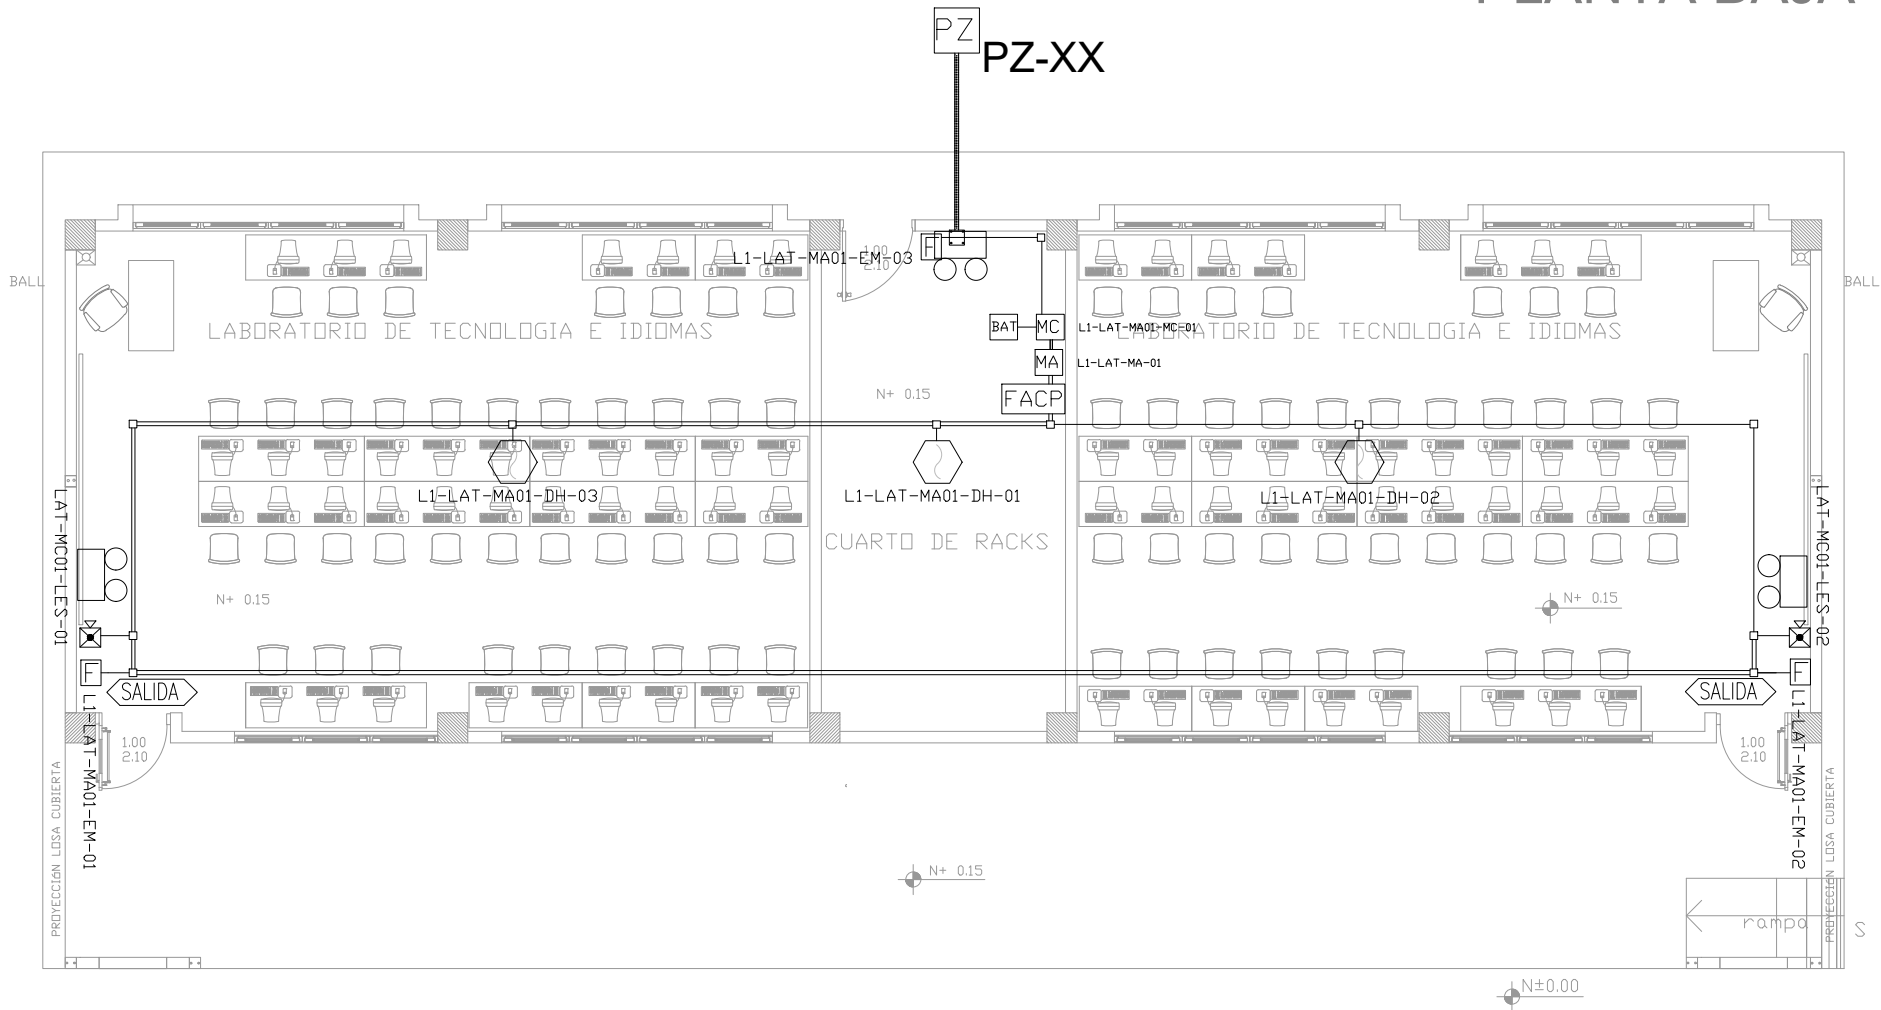 PLANTA BAJA
PZ
PZ-XX
F
L1-LAT-MA01-EM-03
1.00
2.10
BALL
BALL
LABORATORIO DE TECNOLOGIA E IDIOMAS
BAT
MC
L1-LAT-MA01-MC-01
LABORATORIO DE TECNOLOGIA E IDIOMAS
MA
L1-LAT-MA-01
N+ 0.15
FACP
L1-LAT-MA01-DH-03
L1-LAT-MA01-DH-01
L1-LAT-MA01-DH-02
CUARTO DE RACKS
LAT-MC01-LES-01
LAT-MC01-LES-02
N+ 0.15
N+ 0.15
F
SALIDA
SALIDA
F
L1-LAT-MA01-EM-01
L1-LAT-MA01-EM-02
1.00
2.10
1.00
2.10
PROYECCIÓN LOSA CUBIERTA
PROYECCION LOSA CUBIERTA
N+ 0.15
rampa
S
N±0.00